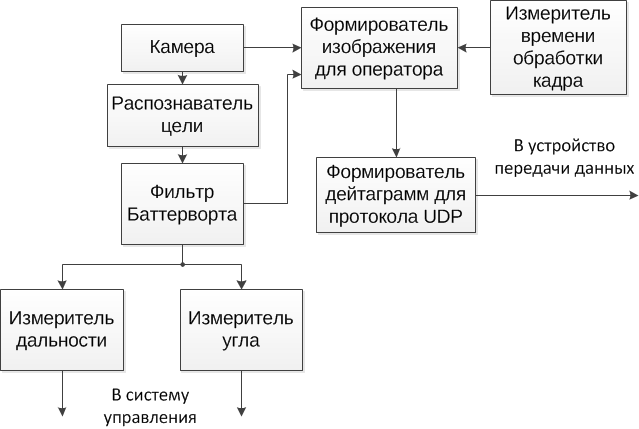 Камера
Формирователь
изображения
для оператора
Измеритель
времени
обработки
кадра
Распознаватель
цели
В устройство
передачи данных
Формирователь
дейтаграмм для
протокола UDP
Фильтр
Баттерворта
Измеритель
дальности
Измеритель
угла
В систему
управления